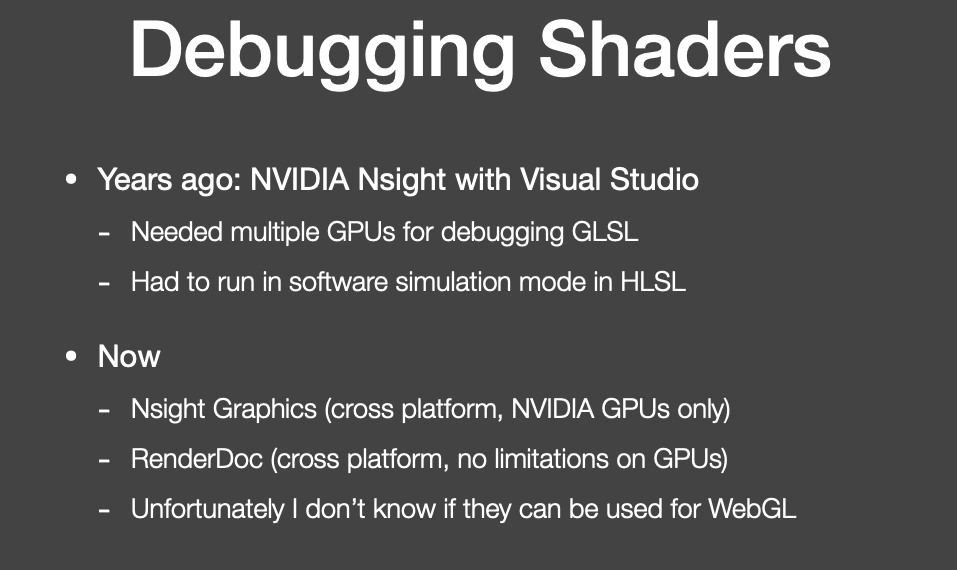 Debugging Shaders
• Years ago: NVIDIA Nsight with Visual Studio
- Needed multiple GPUs for debugging GLSL
- Had to run in software simulation mode in HLSL
• Now
- Nsight Graphics (cross platform, NVIDIA GPUs only)
- RenderDoc (cross platform, no limitations on GPUs)
- Unfortunately I don’t know if they can be used for WebGL